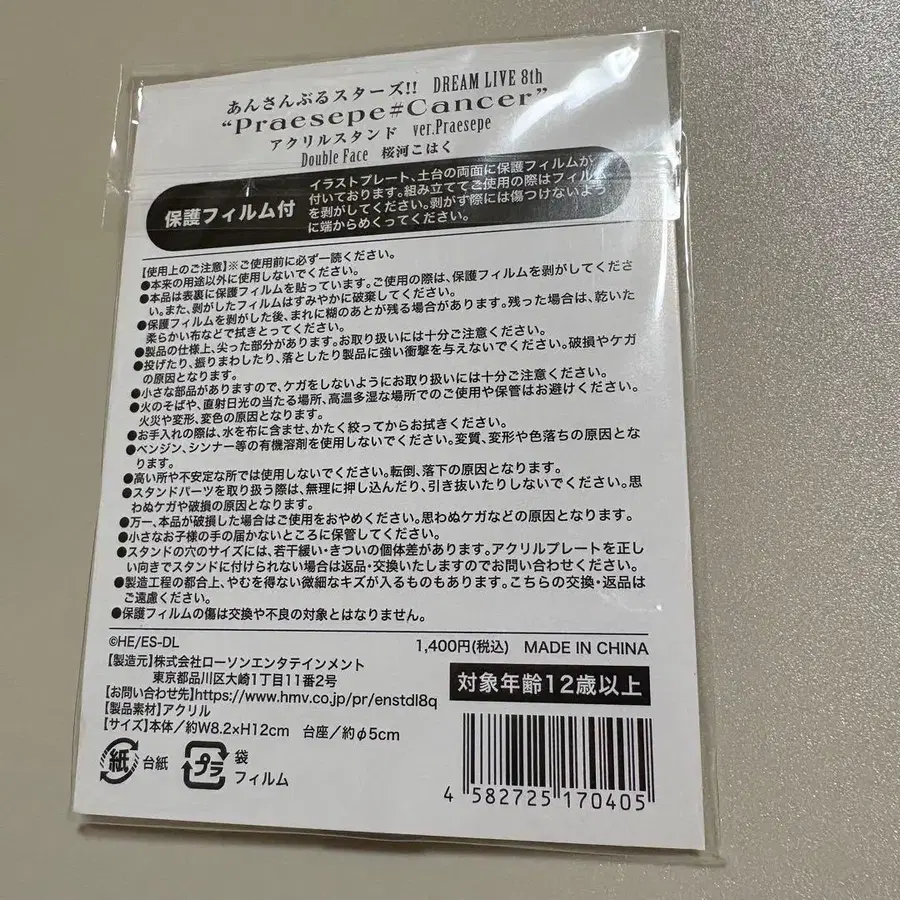 あんさんぶるスターズ!! DREAM LIVE 8th
“Praesepe#Cancer”
アクリルスタンド ver.Praesepe
Double Face 桜河こはく
保護フィルム付
イラストプレート、土台の両面に保護フィルムが
付いております。組み立ててご使用の際はフィルム
を剥がしてください。剥がす際には傷つけないよう
に端からめくってください。
【使用上のご注意】※ご使用前に必ず一読ください。
●本来の用途以外に使用しないでください。
●本品は表裏に保護フィルムを貼っています。ご使用の際は、保護フィルムを剥がしてくださ
い。また、剥がしたフィルムはすみやかに破棄してください。
●保護フィルムを剥がした後、まれに糊のあとが残る場合があります。残った場合は、乾いた
柔らかい布などで拭きとってください。
●製品の仕様上、尖った部分があります。お取り扱いには十分ご注意ください。
●投げたり、振りまわしたり、落としたり製品に強い衝撃を与えないでください。破損やケガ
の原因となります。
●小さな部品がありますので、ケガをしないようにお取り扱いには十分ご注意ください。
●火のそばや、直射日光の当たる場所、高温多湿な場所でのご使用や保管はお避けください。
火災や変形、変色の原因となります。
●お手入れの際は、水を布に含ませ、かたく絞ってからお拭きください。
●ベンジン、シンナー等の有機溶剤を使用しないでください。変質、変形や色落ちの原因とな
ります。
●高い所や不安定な所では使用しないでください。転倒、落下の原因となります。
●スタンドパーツを取り扱う際は、無理に押し込んだり、引き抜いたりしないでください。思
わぬケガや破損の原因となります。
●万一、本品が破損した場合はご使用をおやめください。思わぬケガなどの原因となります。
●小さなお子様の手の届かないところに保管してください。
●スタンドの穴のサイズには、若干緩い・きついの個体差があります。アクリルプレートを正し
い向きでスタンドに付けられない場合は返品・交換いたしますのでお問い合わせください。
●製造工程の都合上、やむを得ない微細なキズが入るものもあります。こちらの交換・返品は
ご遠慮ください。
●保護フィルムの傷は交換や不良の対象とはなりません。
©HE/ES-DL 1,400円(税込) MADE IN CHINA
【製造元】株式会社ローソンエンタテインメント
東京都品川区大崎1丁目11番2号
【お問い合わせ先】https://www.hmv.co.jp/pr/enstdl8q
対象年齢12歳以上
【製品素材】アクリル
【サイズ】本体/約W8.2×H12cm 台座/約φ5cm
紙 台紙
プラ 袋
フィルム
4 582725 170405